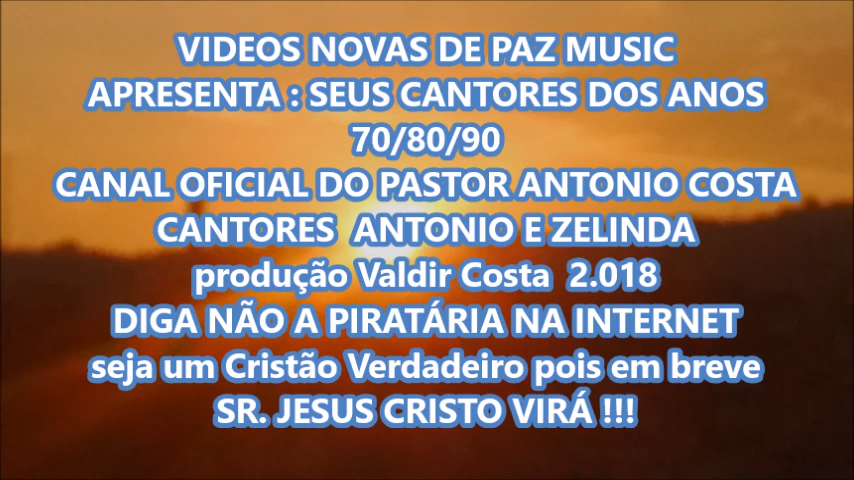 VIDEOS NOVAS DE PAZ MUSIC
APRESENTA : SEUS CANTORES DOS ANOS
70/80/90
CANAL OFICIAL DO PASTOR ANTONIO COSTA
CANTORES ANTONIO E ZELINDA
produção Valdir Costa 2.018
DIGA NÃO A PIRATÁRIA NA INTERNET
seja um Cristão Verdadeiro pois em breve
SR. JESUS CRISTO VIRÁ !!!